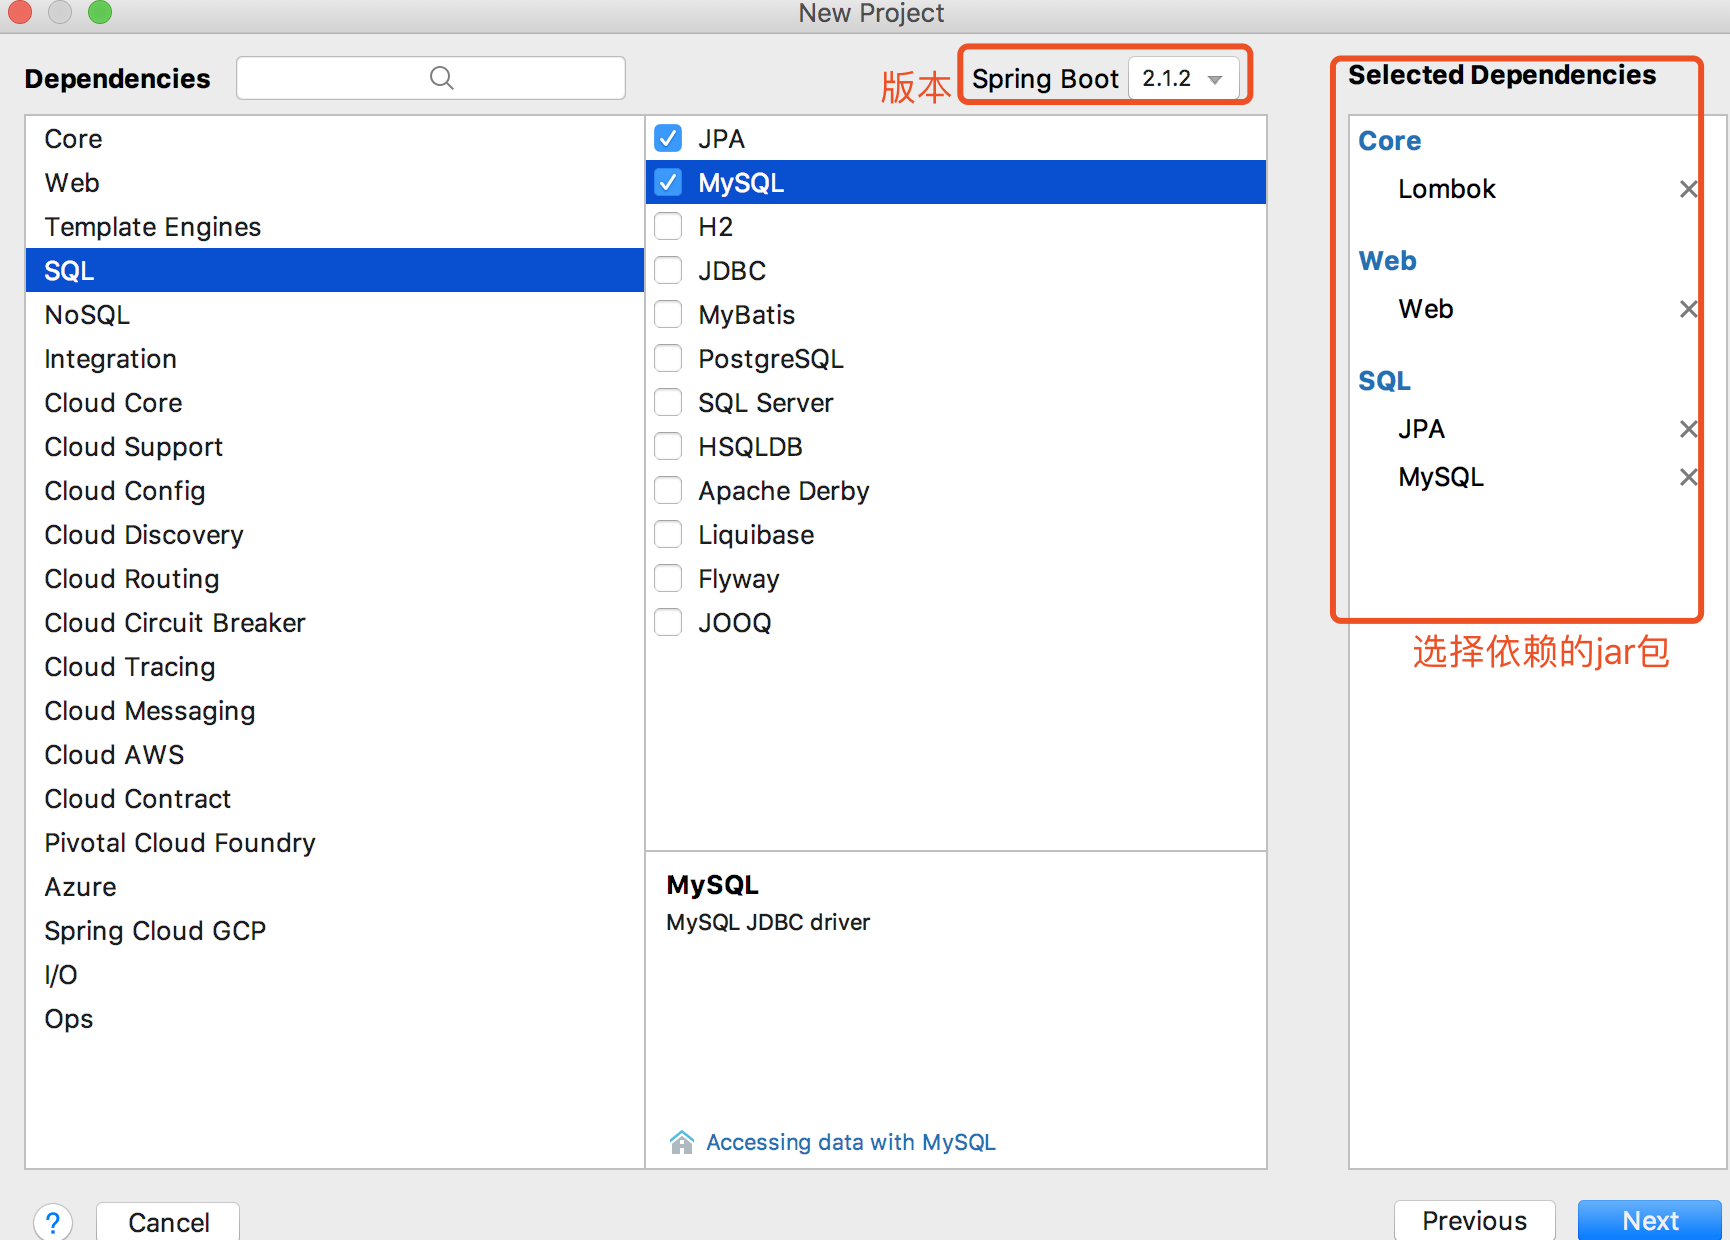 New Project
Dependencies
版本
Spring Boot 2.1.2
Selected Dependencies
Core
Web
Template Engines
SQL
NoSQL
Integration
Cloud Core
Cloud Support
Cloud Config
Cloud Discovery
Cloud Routing
Cloud Circuit Breaker
Cloud Tracing
Cloud Messaging
Cloud AWS
Cloud Contract
Pivotal Cloud Foundry
Azure
Spring Cloud GCP
I/O
Ops
JPA
MySQL
H2
JDBC
MyBatis
PostgreSQL
SQL Server
HSQLDB
Apache Derby
Liquibase
Flyway
JOOQ
MySQL
MySQL JDBC driver
Accessing data with MySQL
Core
Lombok
Web
Web
SQL
JPA
MySQL
选择依赖的jar包
?
Cancel
Previous
Next